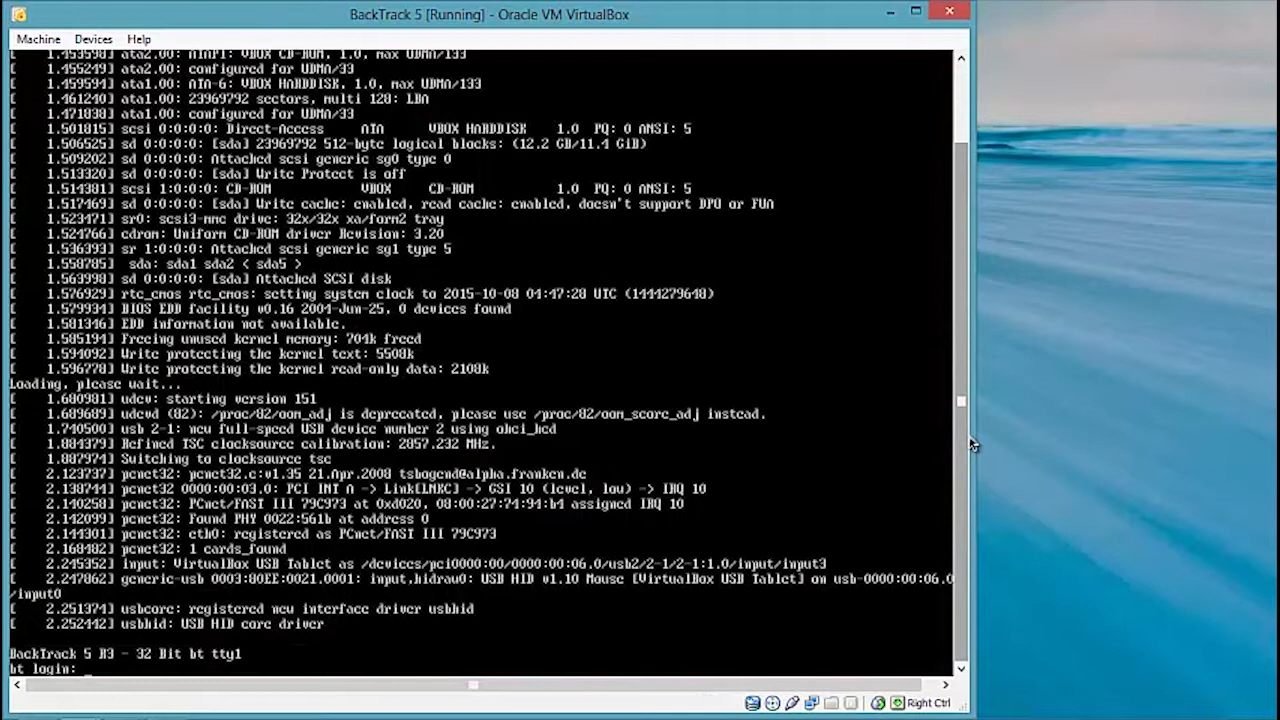 BackTrack 5 [Running] - Oracle VM VirtualBox
Machine Devices Help
[ 1.453598] ata2.00: ATAPI: VBOX CD-ROM, 1.0, max UDMA/133
[ 1.455249] ata2.00: configured for UDMA/33
[ 1.459594] ata1.00: ATA-6: VBOX HARDDISK, 1.0, max UDMA/133
[ 1.461240] ata1.00: 23969792 sectors, multi 128: LBA
[ 1.471838] ata1.00: configured for UDMA/33
[ 1.501815] scsi 0:0:0:0: Direct-Access ATA VBOX HARDDISK 1.0 PQ: 0 ANSI: 5
[ 1.506525] sd 0:0:0:0: [sda] 23969792 512-byte logical blocks: (12.2 GB/11.4 GiB)
[ 1.509202] sd 0:0:0:0: Attached scsi generic sg0 type 0
[ 1.513320] sd 0:0:0:0: [sda] Write Protect is off
[ 1.514381] scsi 1:0:0:0: CD-ROM VBOX CD-ROM 1.0 PQ: 0 ANSI: 5
[ 1.517469] sd 0:0:0:0: [sda] Write cache: enabled, read cache: enabled, doesn't support DPO or FUA
[ 1.523471] sr0: scsi3-mmc drive: 32x/32x xa/form2 tray
[ 1.524766] cdrom: Uniform CD-ROM driver Revision: 3.20
[ 1.536393] sr 1:0:0:0: Attached scsi generic sg1 type 5
[ 1.558785] sda: sda1 sda2 < sda5 >
[ 1.563998] sd 0:0:0:0: [sda] Attached SCSI disk
[ 1.576929] rtc_cmos rtc_cmos: setting system clock to 2015-10-08 04:47:28 UTC (1444279648)
[ 1.579934] BIOS EDD facility v0.16 2004-Jun-25, 0 devices found
[ 1.581346] EDD information not available.
[ 1.585194] Freeing unused kernel memory: 704k freed
[ 1.594092] Write protecting the kernel text: 5508k
[ 1.596778] Write protecting the kernel read-only data: 2108k
Loading, please wait...
[ 1.680981] udev: starting version 151
[ 1.689689] udevd (82): /proc/82/oom_adj is deprecated, please use /proc/82/oom_score_adj instead.
[ 1.740500] usb 2-1: new full-speed USB device number 2 using ohci_hcd
[ 1.884379] Refined TSC clocksource calibration: 2857.232 MHz.
[ 1.887974] Switching to clocksource tsc
[ 2.123737] pcnet32: pcnet32.c:v1.35 21.Apr.2008 tsbogend@alpha.franken.de
[ 2.138744] pcnet32 0000:00:03.0: PCI INT A -> Link[LNKC] -> GSI 10 (level, low) -> IRQ 10
[ 2.140258] pcnet32: PCnet/FAST III 79C973 at 0xd020, 08:00:27:74:94:b4 assigned IRQ 10
[ 2.142099] pcnet32: Found PHY 0022:561b at address 0
[ 2.144301] pcnet32: eth0: registered as PCnet/FAST III 79C973
[ 2.168482] pcnet32: 1 cards_found
[ 2.245352] input: VirtualBox USB Tablet as /devices/pci0000:00/0000:00:06.0/usb2/2-1/2-1:1.0/input/input3
[ 2.247862] generic-usb 0003:80EE:0021.0001: input,hidraw0: USB HID v1.10 Mouse [VirtualBox USB Tablet] on usb-0000:00:06.0
/input0
[ 2.251374] usbcore: registered new interface driver usbhid
[ 2.252442] usbhid: USB HID core driver
BackTrack 5 R3 - 32 Bit bt tty1
bt login: _
Right Ctrl